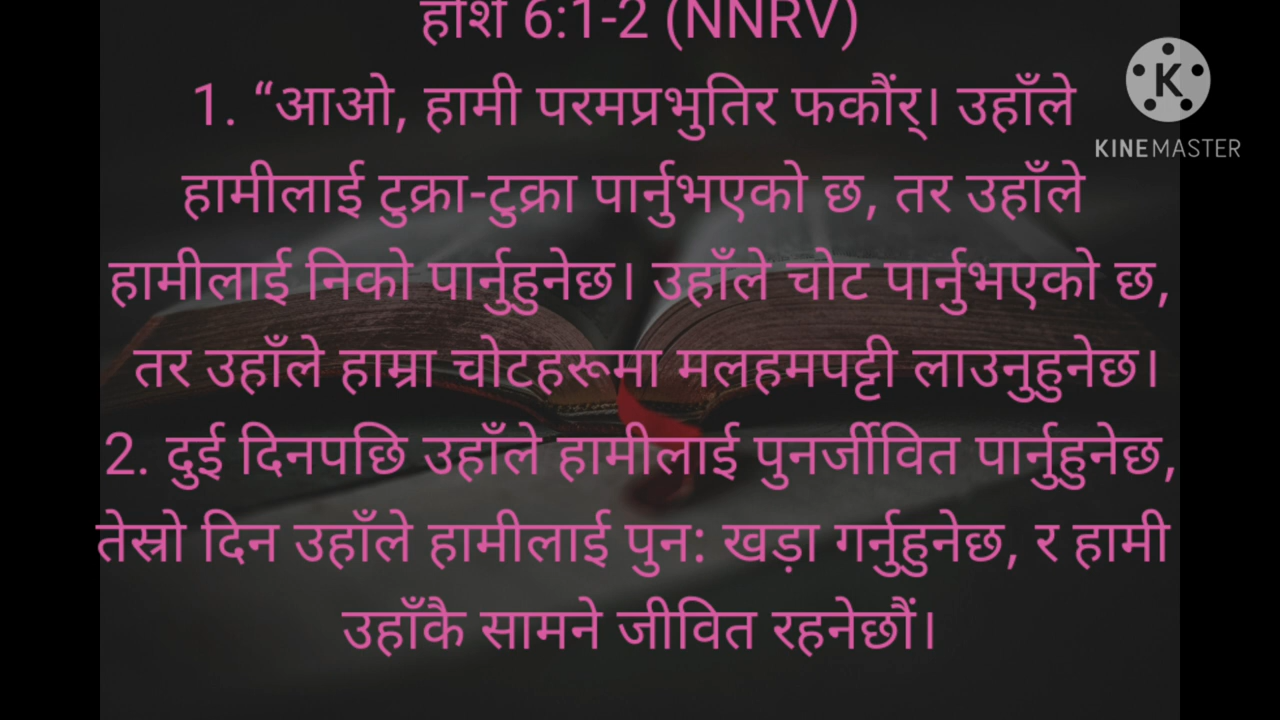 होशे 6:1-2 (NNRV)
1. “आओ, हामी परमप्रभुतिर फर्कौं। उहाँले
हामीलाई टुक्रा-टुक्रा पार्नुभएको छ, तर उहाँले
हामीलाई निको पार्नुहुनेछ। उहाँले चोट पार्नुभएको छ,
तर उहाँले हाम्रा चोटहरूमा मलहमपट्टी लाउनुहुनेछ।
2. दुई दिनपछि उहाँले हामीलाई पुनर्जीवित पार्नुहुनेछ,
तेस्रो दिन उहाँले हामीलाई पुन: खड़ा गर्नुहुनेछ, र हामी
उहाँकै सामने जीवित रहनेछौं।
K
KINEMASTER